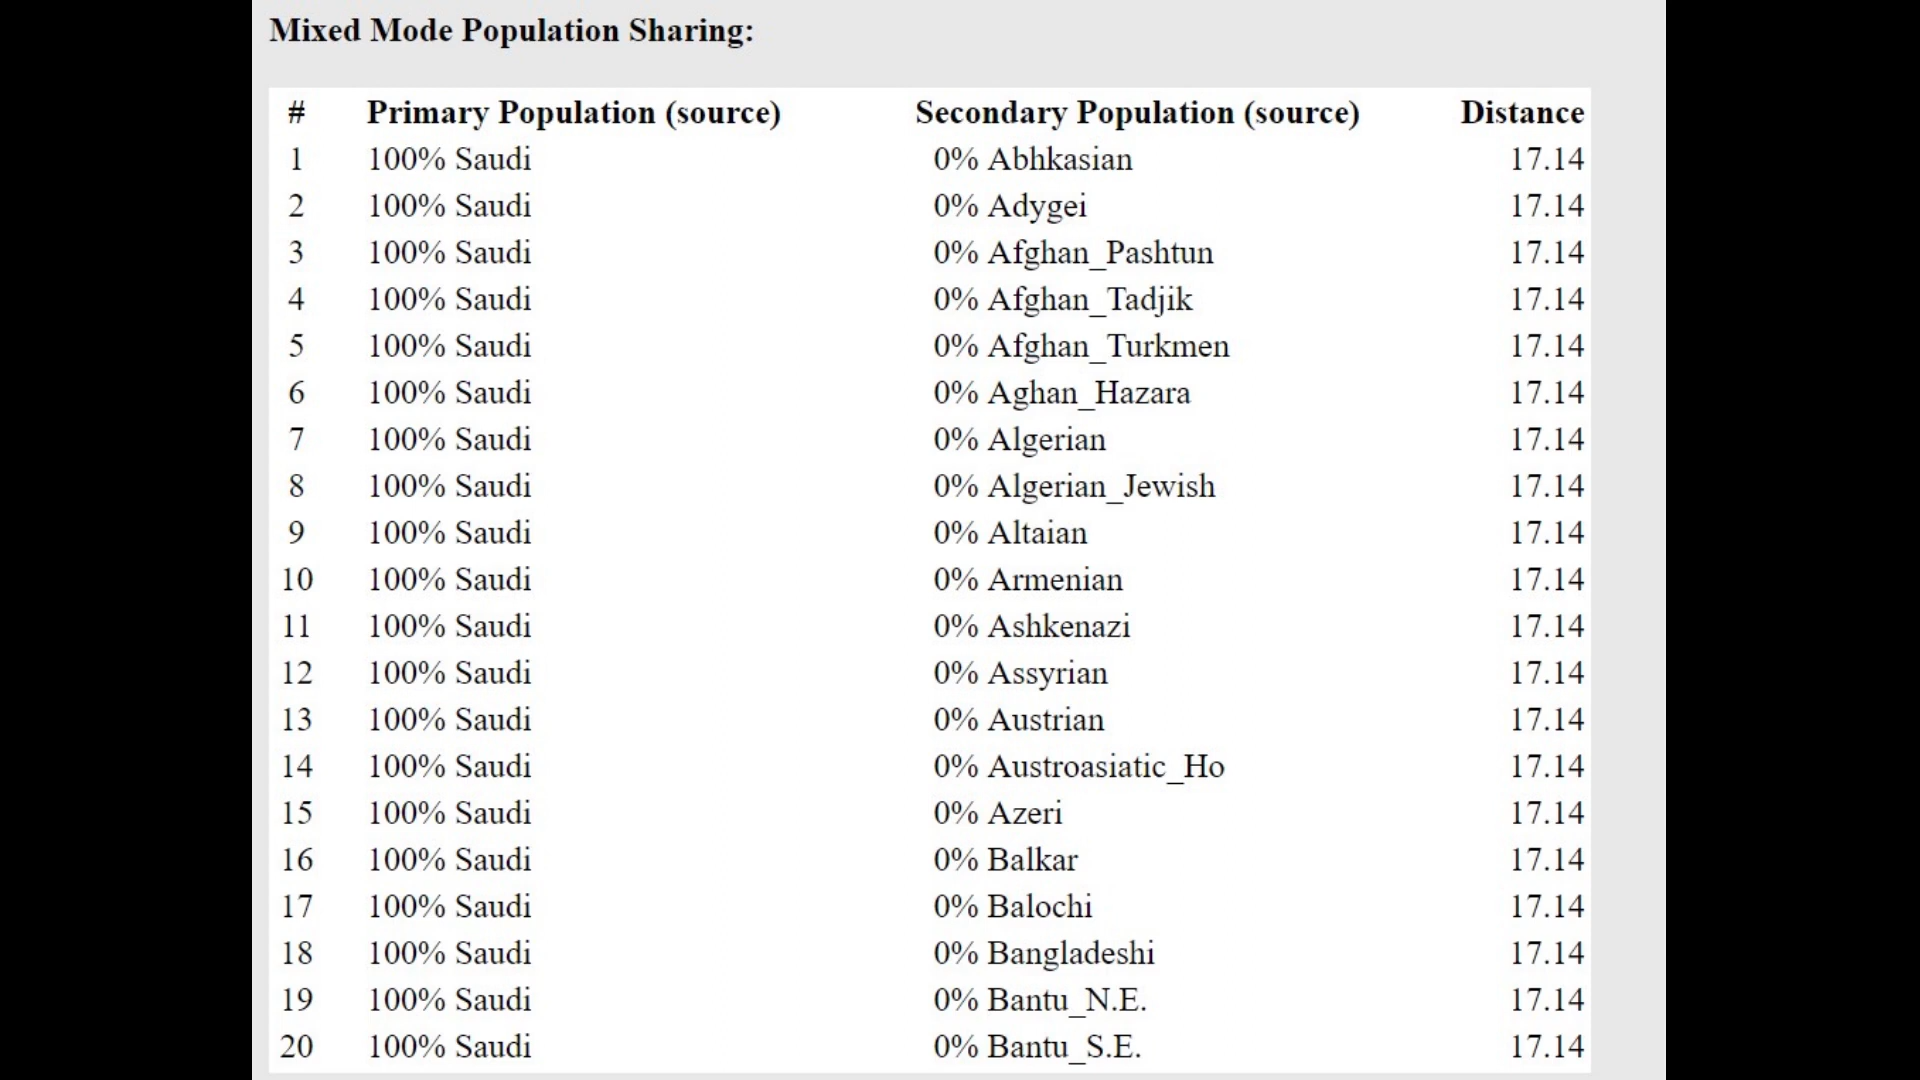 Mixed Mode Population Sharing:
# Primary Population (source) Secondary Population (source) Distance
1 100% Saudi 0% Abhkasian 17.14
2 100% Saudi 0% Adygei 17.14
3 100% Saudi 0% Afghan_Pashtun 17.14
4 100% Saudi 0% Afghan_Tadjik 17.14
5 100% Saudi 0% Afghan_Turkmen 17.14
6 100% Saudi 0% Aghan_Hazara 17.14
7 100% Saudi 0% Algerian 17.14
8 100% Saudi 0% Algerian_Jewish 17.14
9 100% Saudi 0% Altaian 17.14
10 100% Saudi 0% Armenian 17.14
11 100% Saudi 0% Ashkenazi 17.14
12 100% Saudi 0% Assyrian 17.14
13 100% Saudi 0% Austrian 17.14
14 100% Saudi 0% Austroasiatic_Ho 17.14
15 100% Saudi 0% Azeri 17.14
16 100% Saudi 0% Balkar 17.14
17 100% Saudi 0% Balochi 17.14
18 100% Saudi 0% Bangladeshi 17.14
19 100% Saudi 0% Bantu_N.E. 17.14
20 100% Saudi 0% Bantu_S.E. 17.14